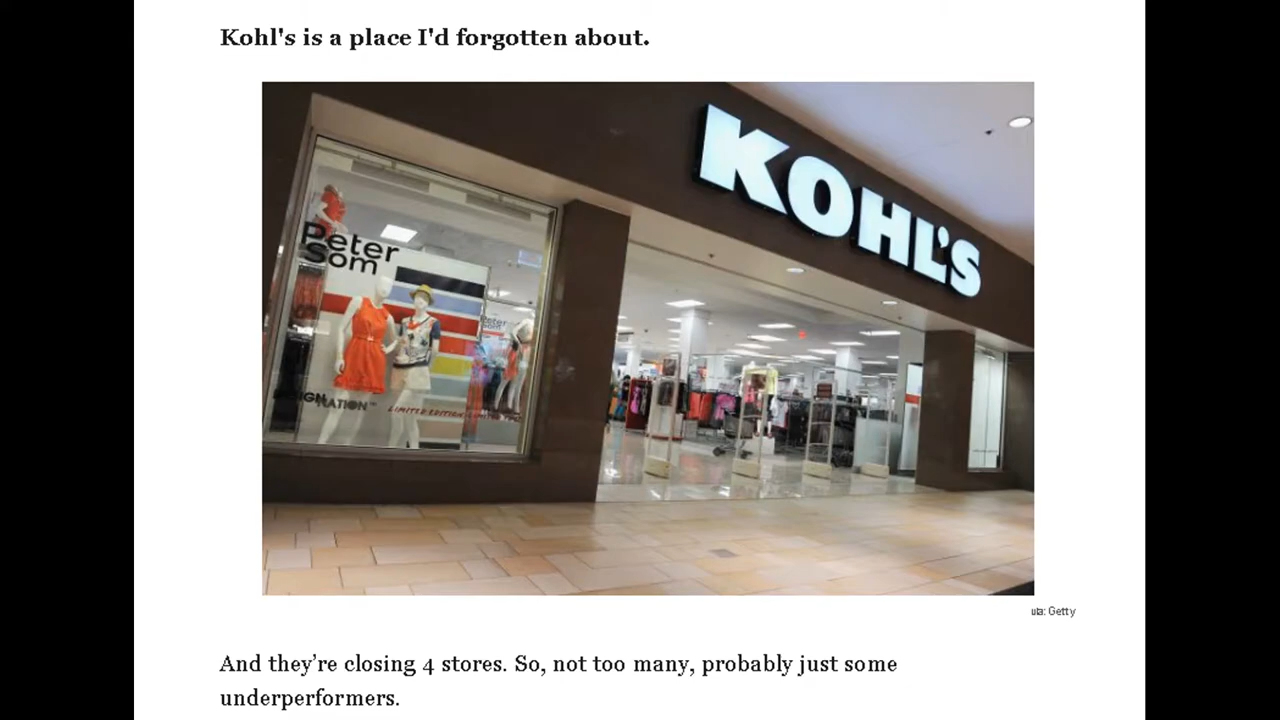 Kohl's is a place I'd forgotten about.
KOHL'S
Peter
Som
NATION
LIMITED EDITION
: Getty
And they’re closing 4 stores. So, not too many, probably just some
underperformers.